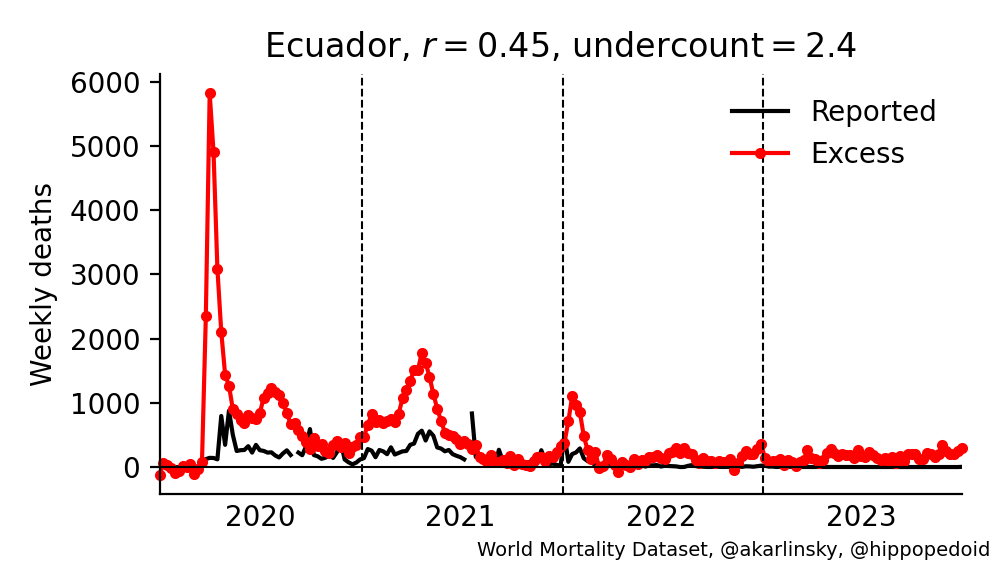 Ecuador, r = 0.45, undercount = 2.4
Weekly deaths
6000
5000
4000
3000
2000
1000
0
Reported
Excess
2020
2021
2022
2023
World Mortality Dataset, @akarlinsky, @hippopedoid